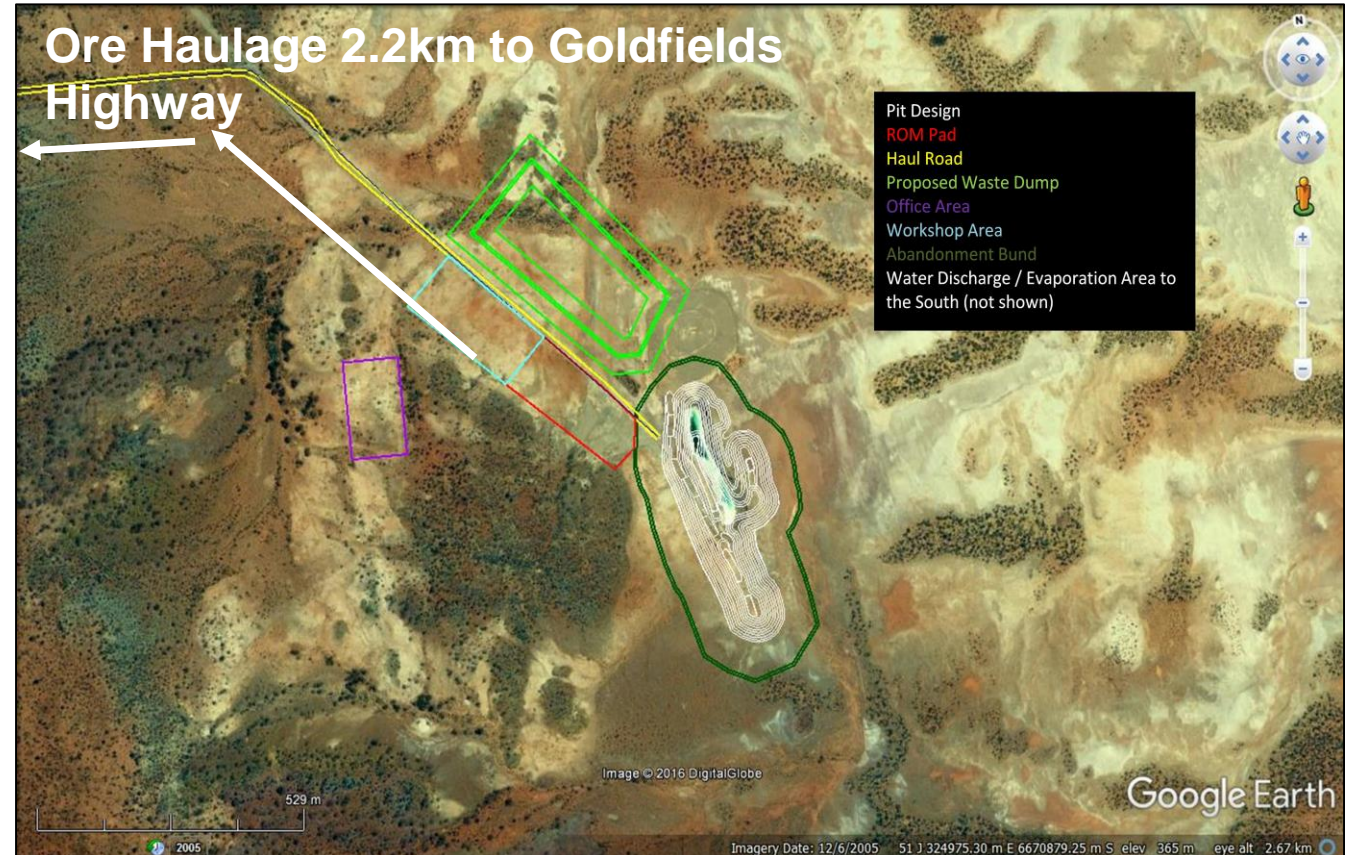 Ore Haulage 2.2km to Goldfields
Highway
N
Pit Design
ROM Pad
Haul Road
Proposed Waste Dump
Office Area
Workshop Area
Abandonment Bund
Water Discharge / Evaporation Area to
the South (not shown)
Image © 2016 DigitalGlobe
Google Earth
529 m
2005
Imagery Date: 12/6/2005 51 J 324975.30 m E 6670879.25 m S elev 365 m eye alt 2.67 km